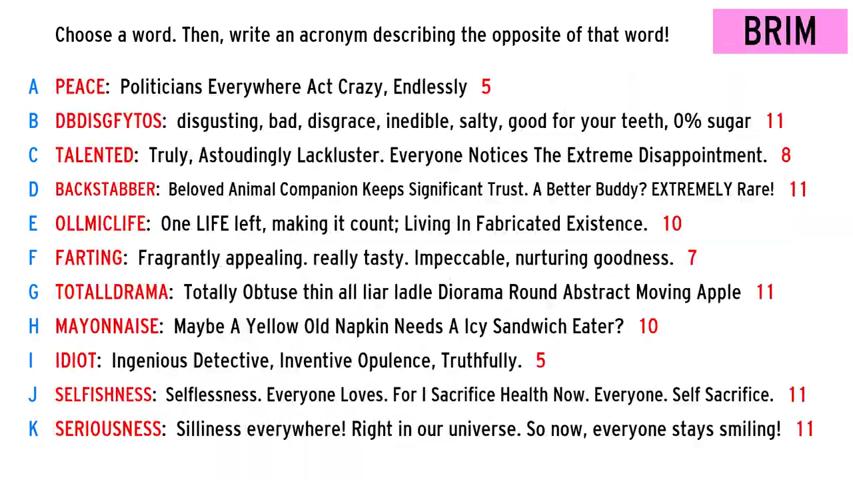 Choose a word. Then, write an acronym describing the opposite of that word!
BRIM
A PEACE: Politicians Everywhere Act Crazy, Endlessly 5
B DBDISGFYTOS: disgusting, bad, disgrace, inedible, salty, good for your teeth, 0% sugar 11
C TALENTED: Truly, Astoudingly Lackluster. Everyone Notices The Extreme Disappointment. 8
D BACKSTABBER: Beloved Animal Companion Keeps Significant Trust. A Better Buddy? EXTREMELY Rare! 11
E OLLMICLIFE: One LIFE left, making it count; Living In Fabricated Existence. 10
F FARTING: Fragrantly appealing. really tasty. Impeccable, nurturing goodness. 7
G TOTALLDRAMA: Totally Obtuse thin all liar ladle Diorama Round Abstract Moving Apple 11
H MAYONNAISE: Maybe A Yellow Old Napkin Needs A Icy Sandwich Eater? 10
I IDIOT: Ingenious Detective, Inventive Opulence, Truthfully. 5
J SELFISHNESS: Selflessness. Everyone Loves. For I Sacrifice Health Now. Everyone. Self Sacrifice. 11
K SERIOUSNESS: Silliness everywhere! Right in our universe. So now, everyone stays smiling! 11